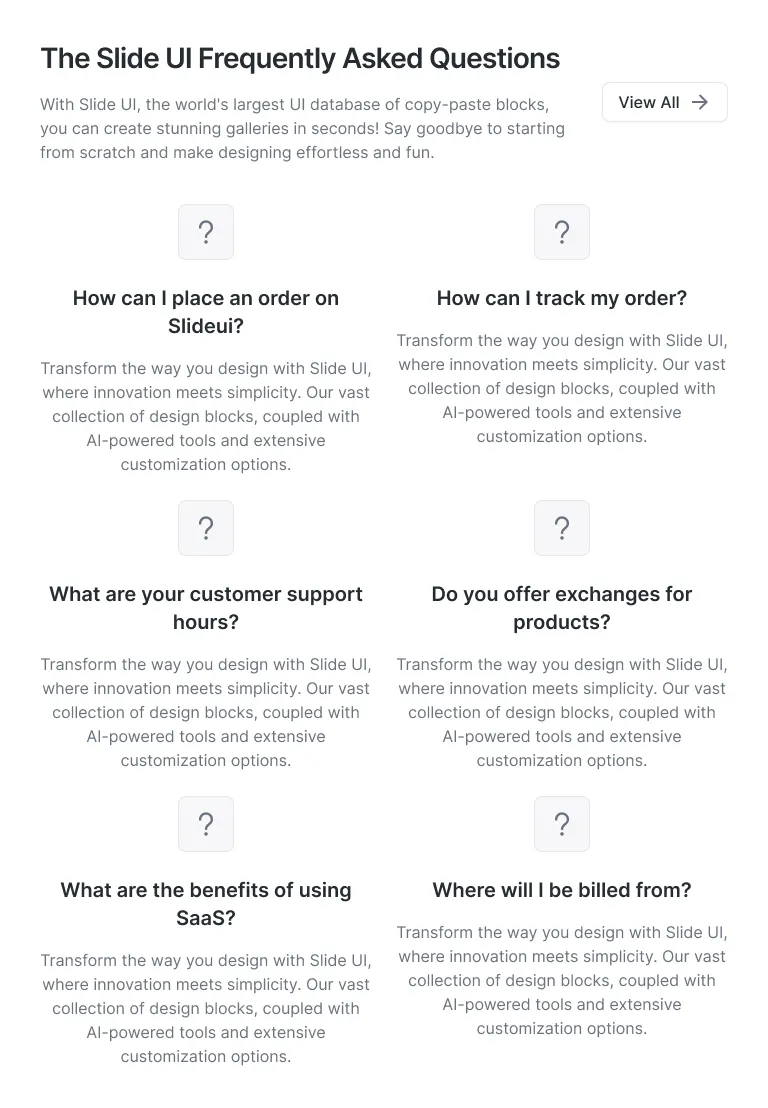 The Slide UI Frequently Asked Questions
With Slide UI, the world's largest UI database of copy-paste blocks,
you can create stunning galleries in seconds! Say goodbye to starting
from scratch and make designing effortless and fun.
View All
?
How can I place an order on
Slideui?
Transform the way you design with Slide UI,
where innovation meets simplicity. Our vast
collection of design blocks, coupled with
AI-powered tools and extensive
customization options.
?
How can I track my order?
Transform the way you design with Slide UI,
where innovation meets simplicity. Our vast
collection of design blocks, coupled with
AI-powered tools and extensive
customization options.
?
What are your customer support
hours?
Transform the way you design with Slide UI,
where innovation meets simplicity. Our vast
collection of design blocks, coupled with
AI-powered tools and extensive
customization options.
?
Do you offer exchanges for
products?
Transform the way you design with Slide UI,
where innovation meets simplicity. Our vast
collection of design blocks, coupled with
AI-powered tools and extensive
customization options.
?
What are the benefits of using
SaaS?
Transform the way you design with Slide UI,
where innovation meets simplicity. Our vast
collection of design blocks, coupled with
AI-powered tools and extensive
customization options.
?
Where will I be billed from?
Transform the way you design with Slide UI,
where innovation meets simplicity. Our vast
collection of design blocks, coupled with
AI-powered tools and extensive
customization options.